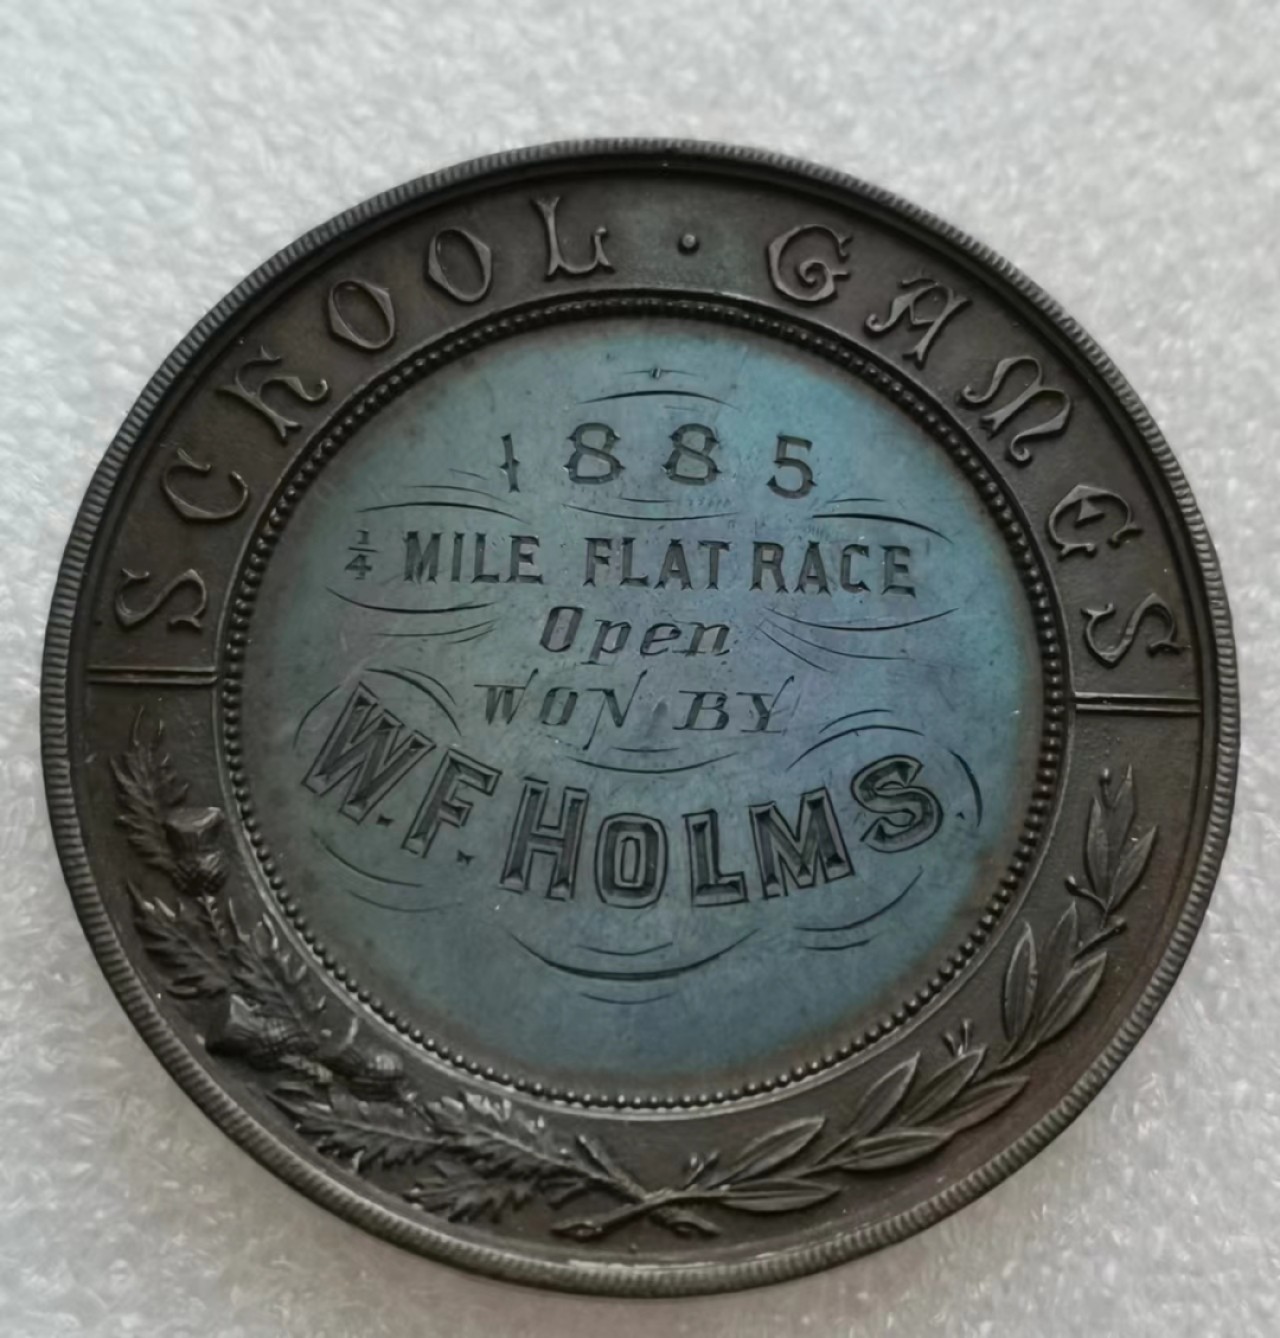 SCHOOL · GAMES
1885
¼ MILE FLAT RACE
Open
WON BY
W.F. HOLMS.